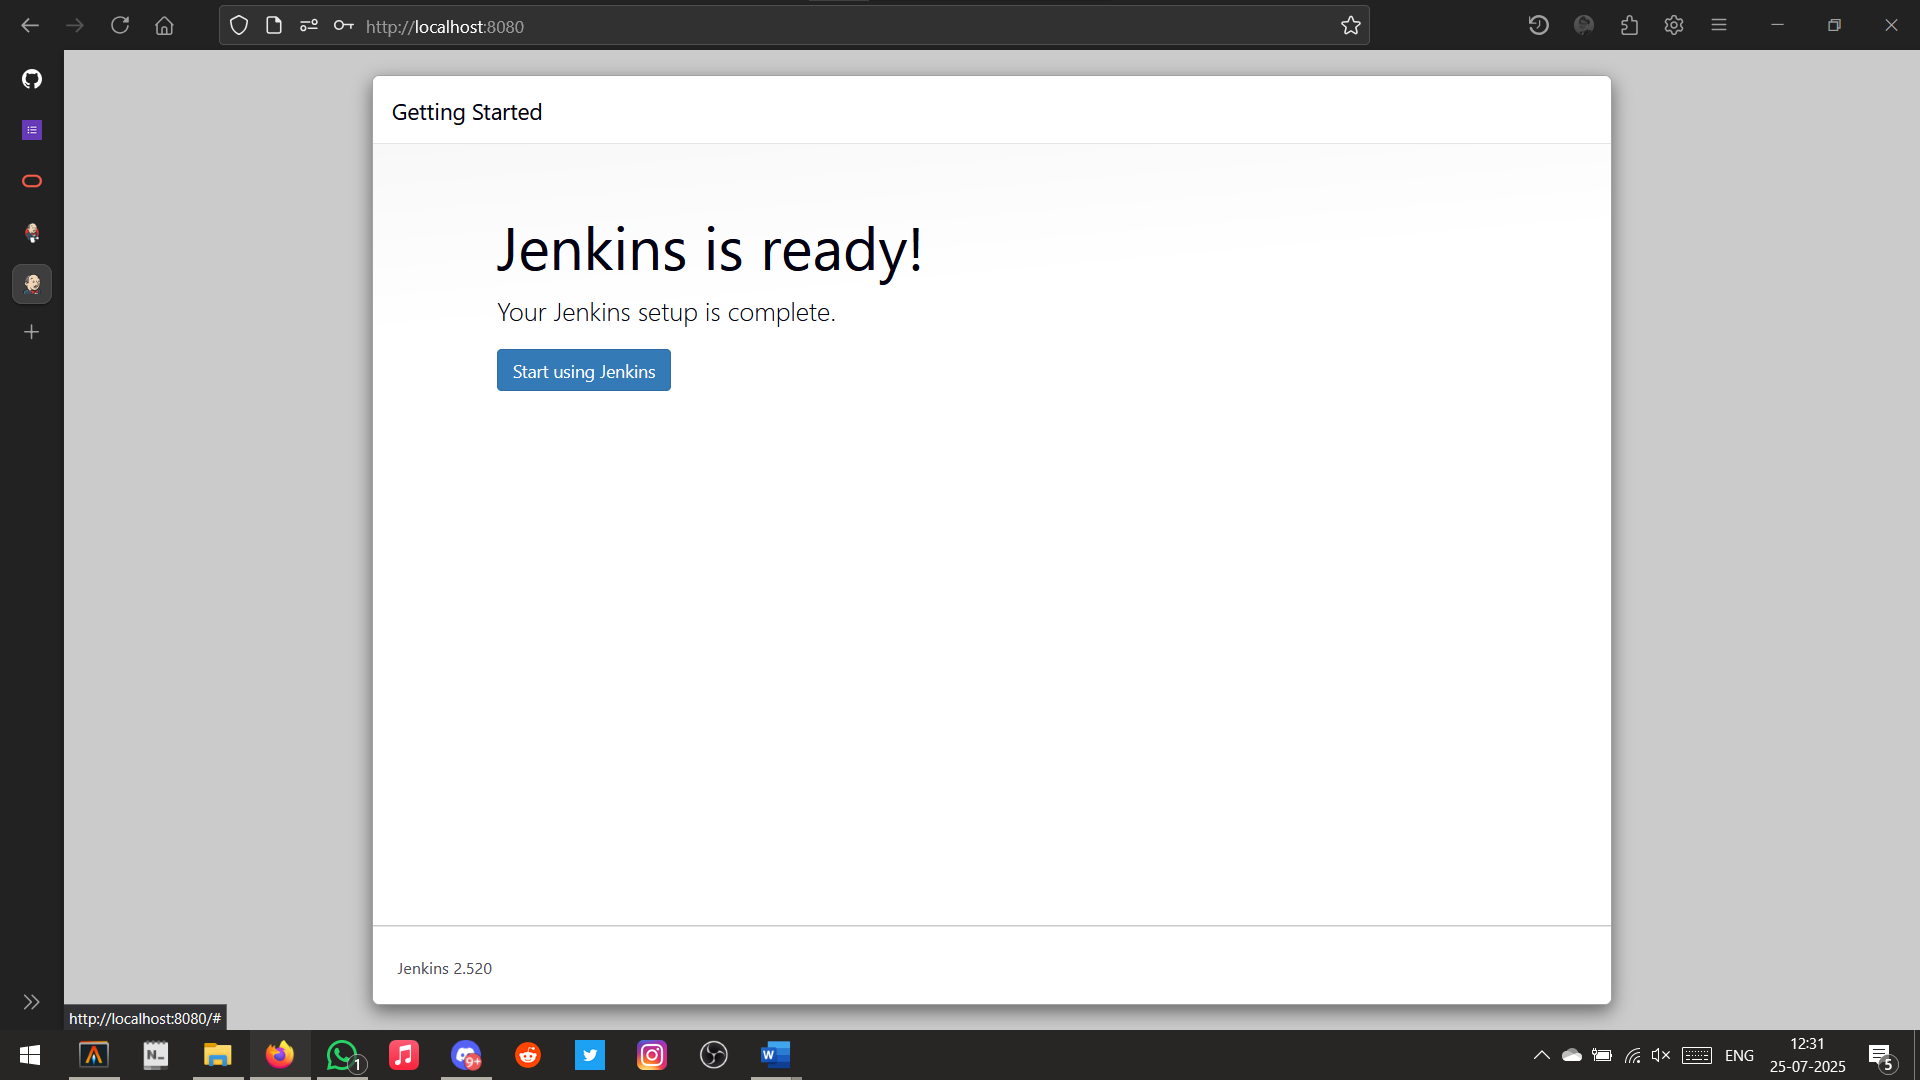 http://localhost:8080
Getting Started
Jenkins is ready!
Your Jenkins setup is complete.
Start using Jenkins
Jenkins 2.520
http://localhost:8080/#
N_
1
9+
W
ENG
12:31
25-07-2025
5